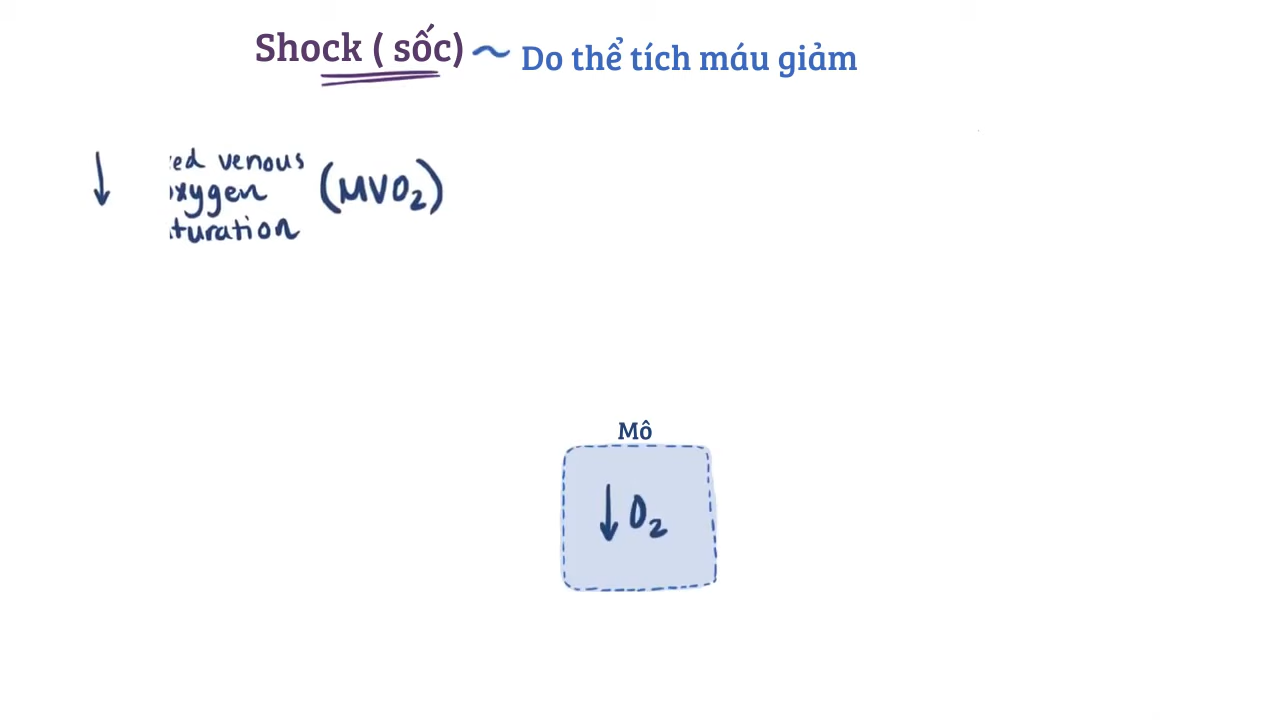 Shock ( sốc) ~ Do thể tích máu giảm
venous
(MVO₂)
Mô
↓ O₂